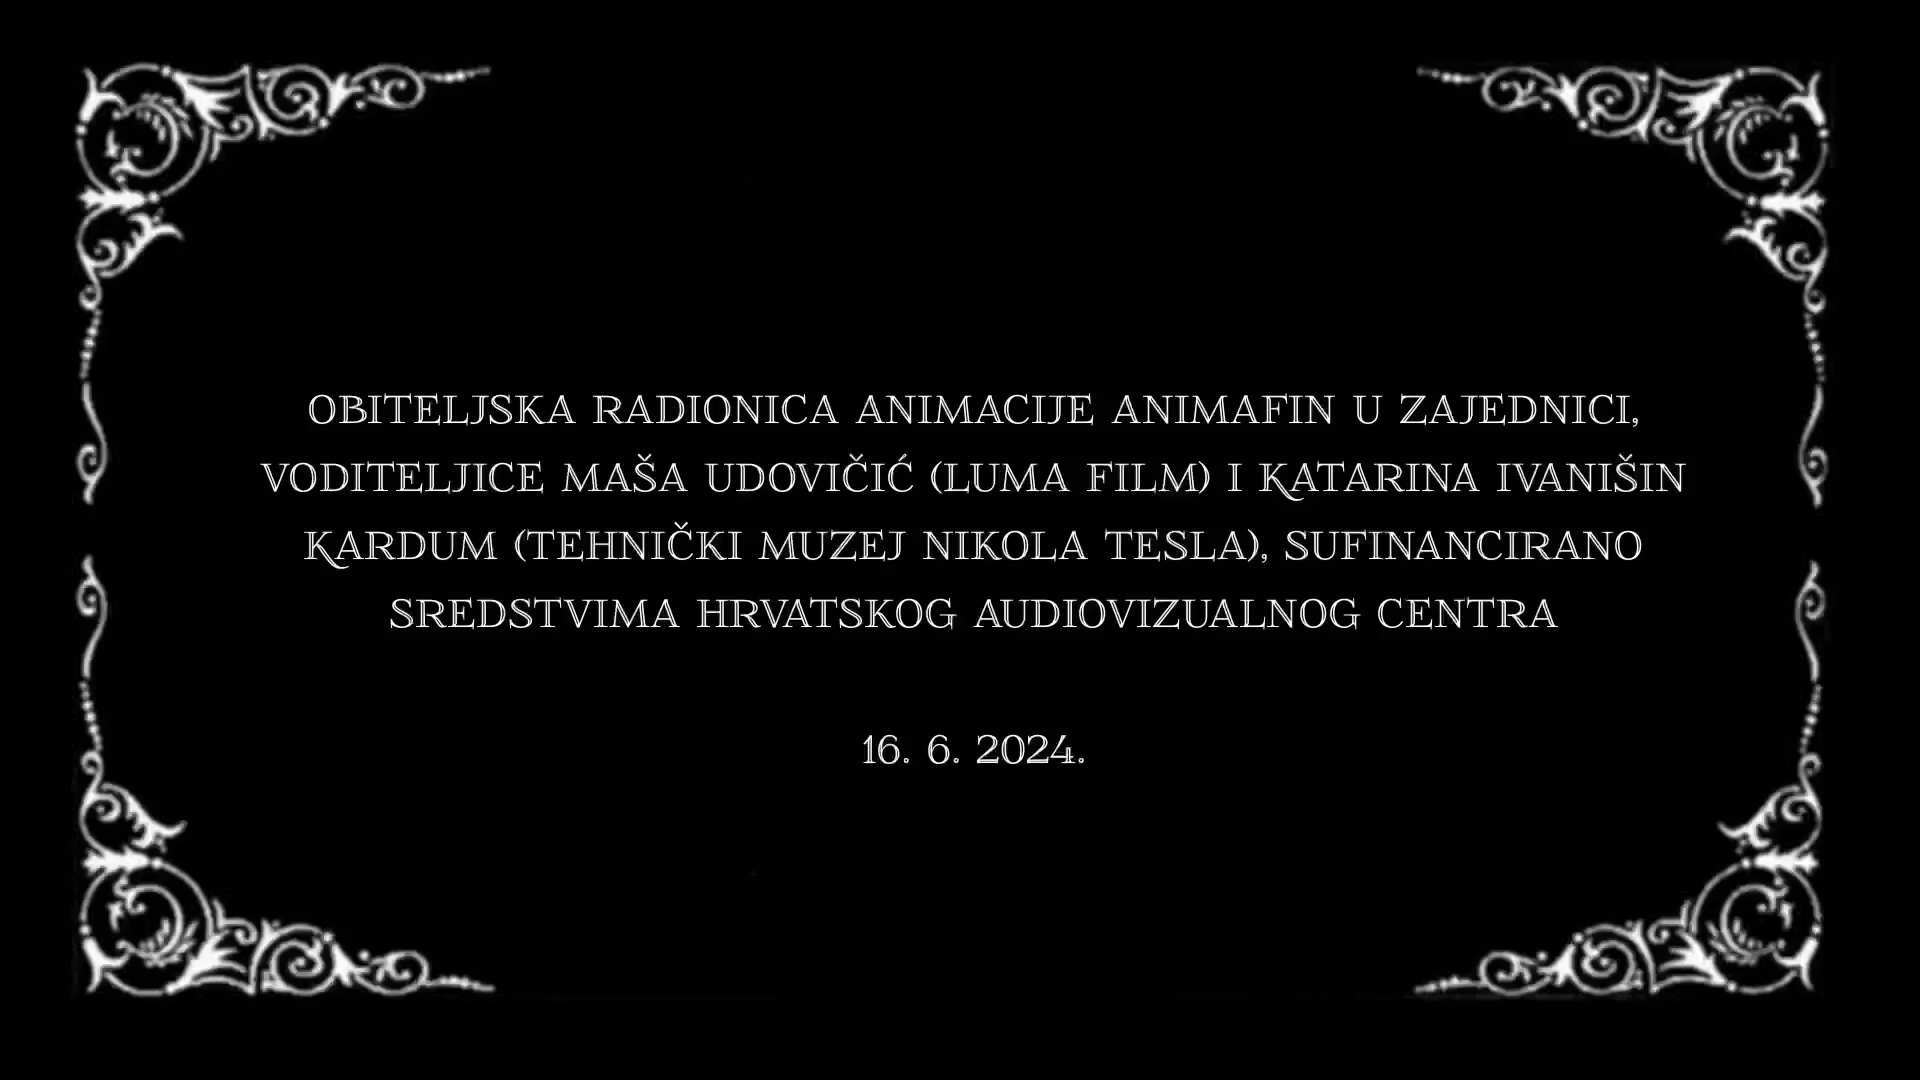 OBITELJSKA RADIONICA ANIMACIJE ANIMAFIN U ZAJEDNICI,
VODITELJICE MAŠA UDOVIČIĆ (LUMA FILM) I KATARINA IVANIŠIN
KARDUM (TEHNIČKI MUZEJ NIKOLA TESLA), SUFINANCIRANO
SREDSTVIMA HRVATSKOG AUDIOVIZUALNOG CENTRA
16. 6. 2024.